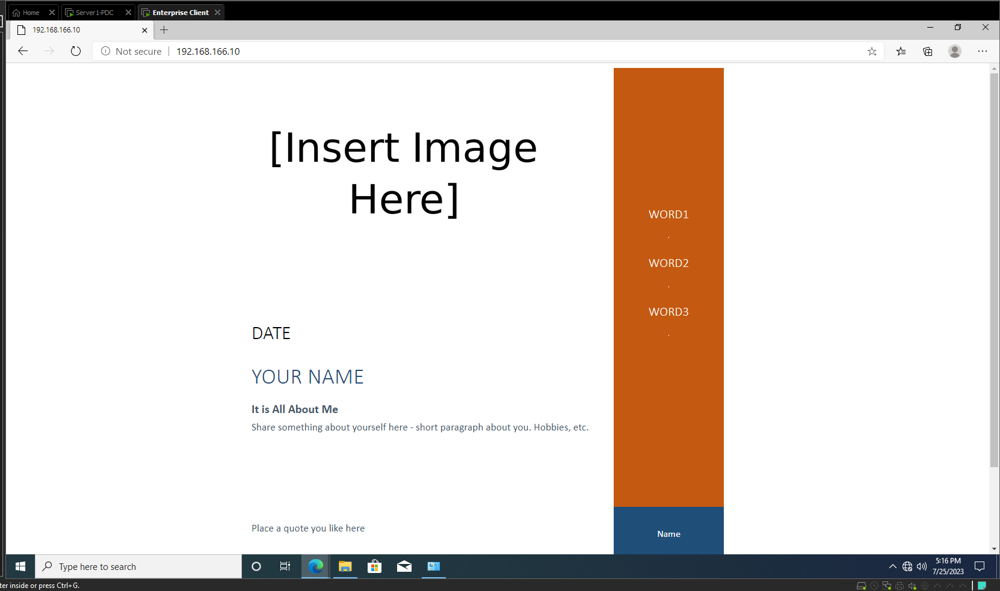 Home
Server1-PDC
Enterprise Client
192.168.166.10
Not secure
192.168.166.10
[Insert Image
Here]
WORD1
.
WORD2
.
WORD3
.
DATE
YOUR NAME
It is All About Me
Share something about yourself here - short paragraph about you. Hobbies, etc.
Place a quote you like here
Name
Type here to search
5:16 PM
7/25/2023
ter inside or press Ctrl+G.